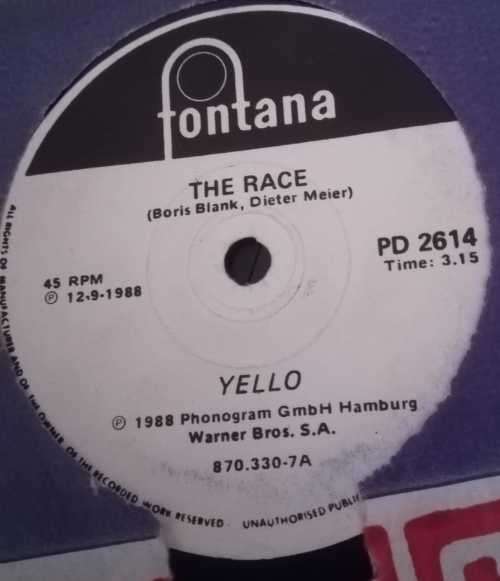 fontana
THE RACE
(Boris Blank, Dieter Meier)
PD 2614
Time: 3.15
45 RPM
℗ 12.9.1988
YELLO
℗ 1988 Phonogram GmbH Hamburg
Warner Bros. S.A.
870.330-7A
ALL RIGHTS OF MANUFACTURER AND OF THE OWNER OF THE RECORDED WORK RESERVED. UNAUTHORISED